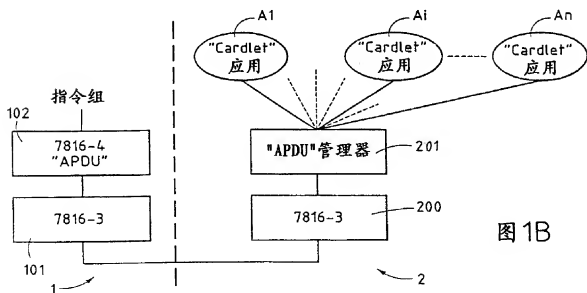 A1
Ai
An
"Cardlet"
应用
"Cardlet"
应用
"Cardlet"
应用
指令组
102
7816-4
"APDU"
"APDU"管理器
201
7816-3
101
7816-3
200
图1B
1
2